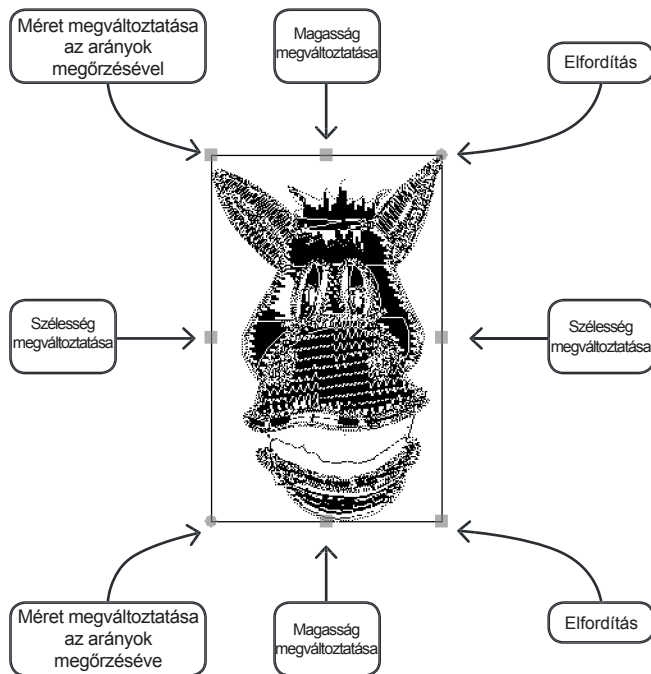 Méret megváltoztatása
az arányok
megőrzésével
Magasság
megváltoztatása
Elfordítás
Szélesség
megváltoztatása
Szélesség
megváltoztatása
Méret megváltoztatása
az arányok
megőrzéséve
Magasság
megváltoztatása
Elfordítás